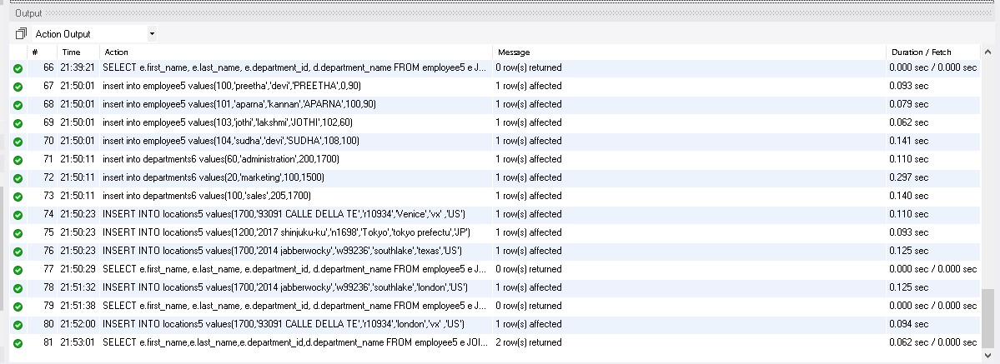 Output
Action Output
# Time Action Message Duration / Fetch
66 21:39:21 SELECT e.first_name, e.last_name, e.department_id, d.department_name FROM employee5 e J... 0 row(s) returned 0.000 sec / 0.000 sec
67 21:50:01 insert into employee5 values(100,'preetha','devi','PREETHA',0,90) 1 row(s) affected 0.093 sec
68 21:50:01 insert into employee5 values(101,'aparna','kannan','APARNA',100,90) 1 row(s) affected 0.079 sec
69 21:50:01 insert into employee5 values(103,'jothi','lakshmi','JOTHI',102,60) 1 row(s) affected 0.062 sec
70 21:50:01 insert into employee5 values(104,'sudha','devi','SUDHA',108,100) 1 row(s) affected 0.141 sec
71 21:50:11 insert into departments6 values(60,'administration',200,1700) 1 row(s) affected 0.110 sec
72 21:50:11 insert into departments6 values(20,'marketing',100,1500) 1 row(s) affected 0.297 sec
73 21:50:11 insert into departments6 values(100,'sales',205,1700) 1 row(s) affected 0.140 sec
74 21:50:23 INSERT INTO locations5 values(1700,'93091 CALLE DELLA TE','r10934','Venice','vx' ,'US') 1 row(s) affected 0.110 sec
75 21:50:23 INSERT INTO locations5 values(1200,'2017 shinjuku-ku','n1698','Tokyo','tokyo prefectu','JP') 1 row(s) affected 0.093 sec
76 21:50:23 INSERT INTO locations5 values(1700,'2014 jabberwocky','w99236','southlake','texas','US') 1 row(s) affected 0.125 sec
77 21:50:29 SELECT e.first_name, e.last_name, e.department_id, d.department_name FROM employee5 e J... 0 row(s) returned 0.000 sec / 0.000 sec
78 21:51:32 INSERT INTO locations5 values(1700,'2014 jabberwocky','w99236','southlake','london','US') 1 row(s) affected 0.125 sec
79 21:51:38 SELECT e.first_name, e.last_name, e.department_id, d.department_name FROM employee5 e J... 0 row(s) returned 0.000 sec / 0.000 sec
80 21:52:00 INSERT INTO locations5 values(1700,'93091 CALLE DELLA TE','r10934','london','vx' ,'US') 1 row(s) affected 0.094 sec
81 21:53:01 SELECT e.first_name,e.last_name,e.department_id,d.department_name FROM employee5 e JOI... 2 row(s) returned 0.062 sec / 0.000 sec